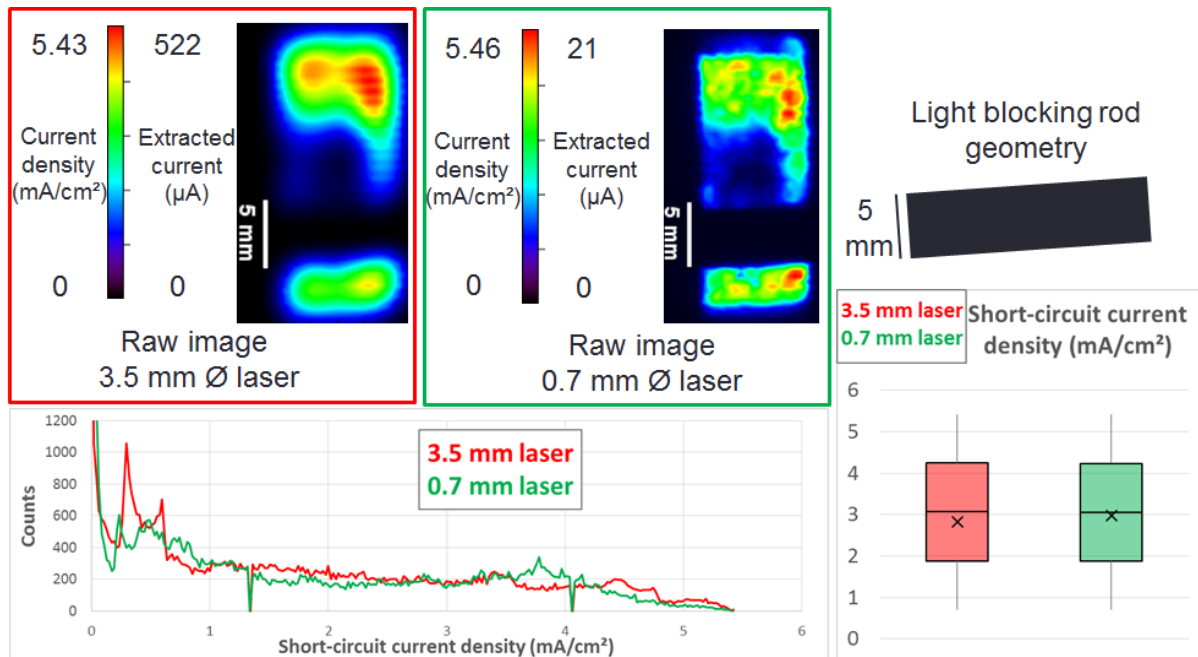 5.43
522
Current
density
(mA/cm²)
Extracted
current
(µA)
5 mm
0
0
Raw image
3.5 mm Ø laser
5.46
21
Current
density
(mA/cm²)
Extracted
current
(µA)
5 mm
0
0
Raw image
0.7 mm Ø laser
Light blocking rod
geometry
5
mm
1200
1000
800
600
400
200
0
Counts
3.5 mm laser
0.7 mm laser
0 1 2 3 4 5 6
Short-circuit current density (mA/cm²)
3.5 mm laser
0.7 mm laser
Short-circuit current
density (mA/cm²)
6
5
4
3
2
1
0